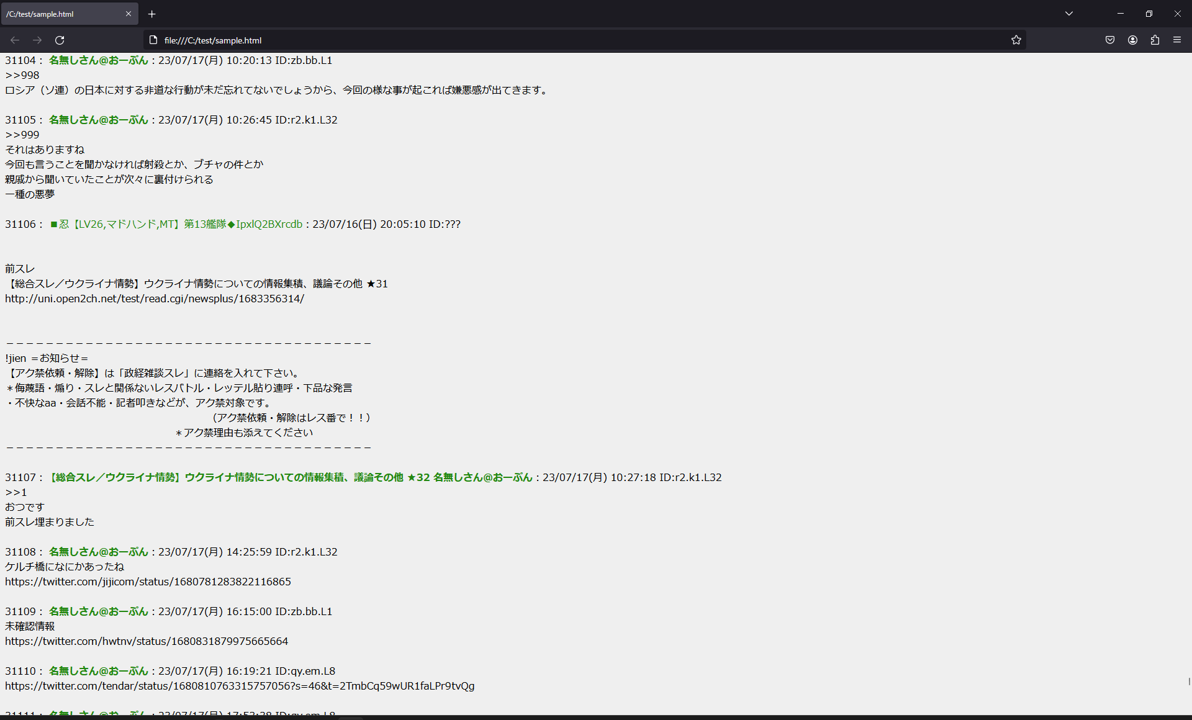 /C:/test/sample.html
file:///C:/test/sample.html
31104： 名無しさん@おーぷん：23/07/17(月) 10:20:13 ID:zb.bb.L1
>>998
ロシア（ソ連）の日本に対する非道な行動が未だ忘れてないでしょうから、今回の様な事が起これば嫌悪感が出てきます。
31105： 名無しさん@おーぷん：23/07/17(月) 10:26:45 ID:r2.k1.L32
>>999
それはありますね
今回も言うことを聞かなければ射殺とか、ブチャの件とか
親戚から聞いていたことが次々に裏付けられる
一種の悪夢
31106： ■忍【LV26,マドハンド,MT】第13艦隊◆IpxlQ2BXrcdb：23/07/16(日) 20:05:10 ID:???
前スレ
【総合スレ／ウクライナ情勢】ウクライナ情勢についての情報集積、議論その他 ★31
http://uni.open2ch.net/test/read.cgi/newsplus/1683356314/
－－－－－－－－－－－－－－－－－－－－－－－－－－－－－－－－－－－－－
!jien ＝お知らせ＝
【アク禁依頼・解除】は「政経雑談スレ」に連絡を入れて下さい。
＊侮蔑語・煽り・スレと関係ないレスバトル・レッテル貼り連呼・下品な発言
・不快なaa・会話不能・記者叩きなどが、アク禁対象です。
（アク禁依頼・解除はレス番で！！）
＊アク禁理由も添えてください
－－－－－－－－－－－－－－－－－－－－－－－－－－－－－－－－－－－－－
31107：【総合スレ／ウクライナ情勢】ウクライナ情勢についての情報集積、議論その他 ★32 名無しさん@おーぷん：23/07/17(月) 10:27:18 ID:r2.k1.L32
>>1
おつです
前スレ埋まりました
31108： 名無しさん@おーぷん：23/07/17(月) 14:25:59 ID:r2.k1.L32
ケルチ橋になにかあったね
https://twitter.com/jijicom/status/1680781283822116865
31109： 名無しさん@おーぷん：23/07/17(月) 16:15:00 ID:zb.bb.L1
未確認情報
https://twitter.com/hwtnv/status/1680831879975665664
31110： 名無しさん@おーぷん：23/07/17(月) 16:19:21 ID:qy.em.L8
https://twitter.com/tendar/status/1680810763315757056?s=46&t=2TmbCq59wUR1faLPr9tvQg
31111： 名無しさん@おーぷん：23/07/17(月) 17:52:38 ID:qy.em.L8